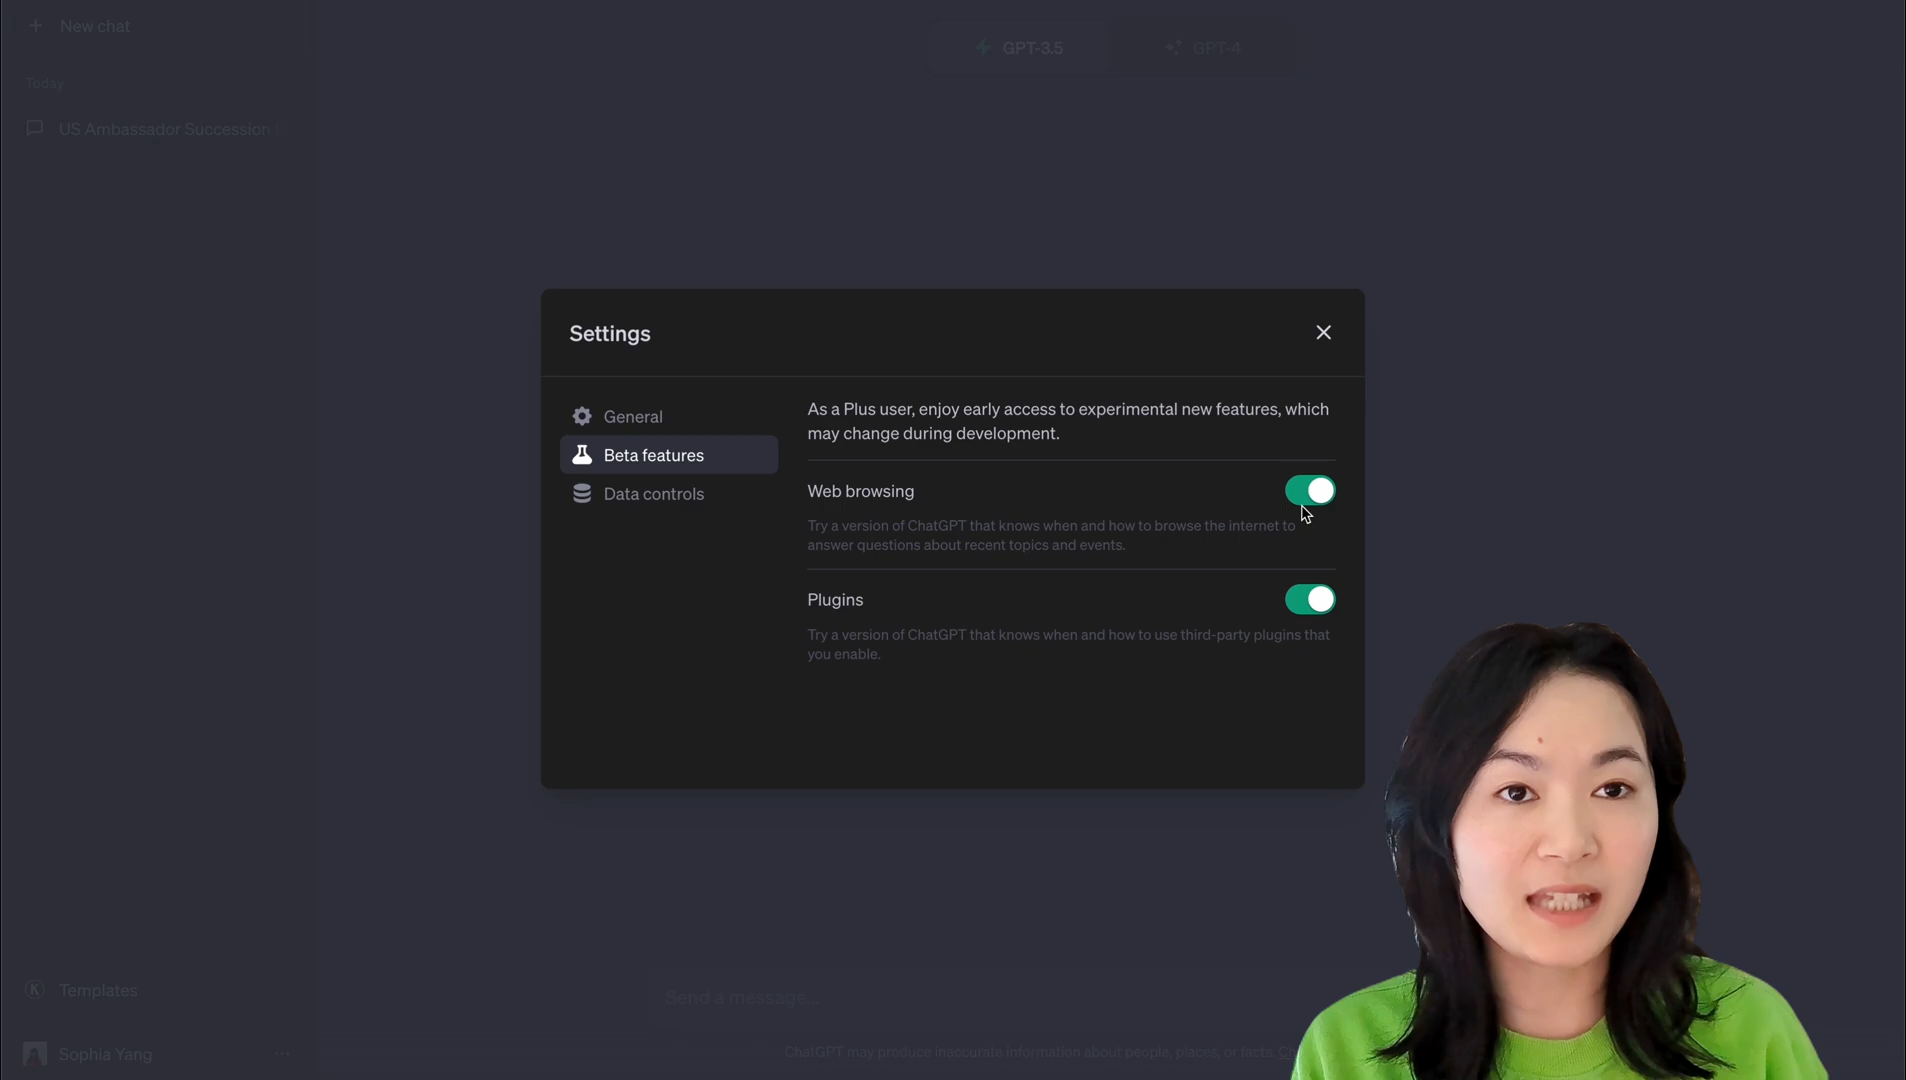 New chat
GPT-3.5
GPT-4
Today
US Ambassador Succession
Settings
General
Beta features
Data controls
As a Plus user, enjoy early access to experimental new features, which
may change during development.
Web browsing
Try a version of ChatGPT that knows when and how to browse the internet to
answer questions about recent topics and events.
Plugins
Try a version of ChatGPT that knows when and how to use third-party plugins that
you enable.
K
Templates
Send a message...
Sophia Yang
ChatGPT may produce inaccurate information about people, places, or facts.